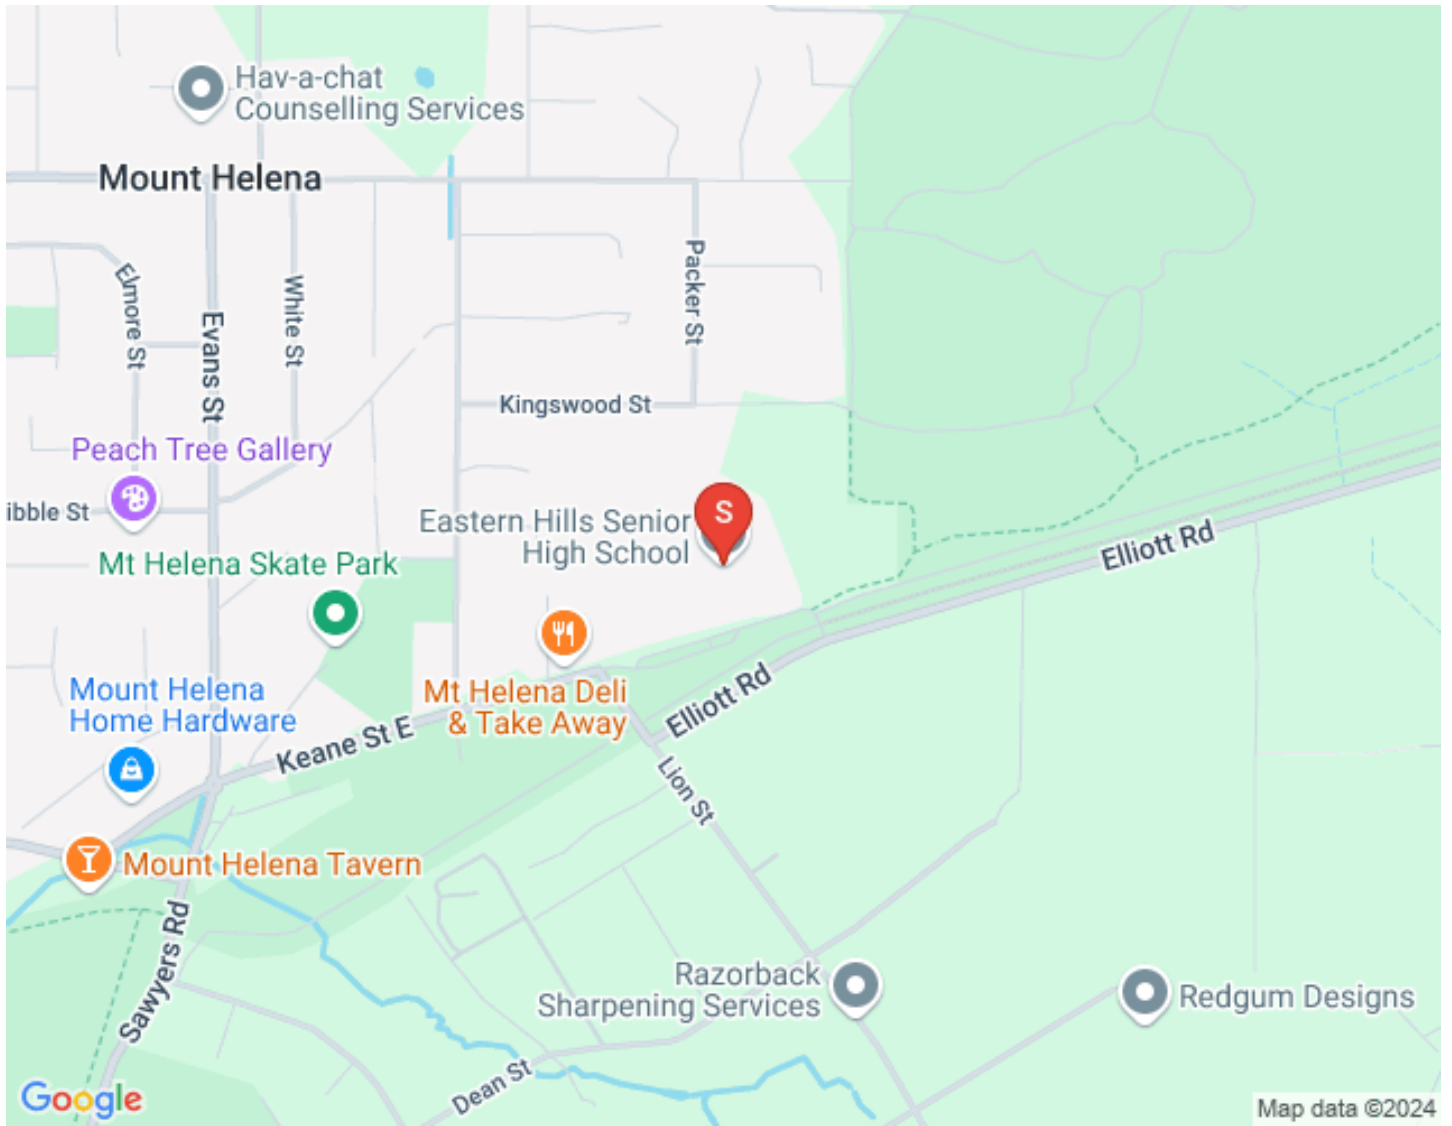 Hav-a-chat
Counselling Services
Mount Helena
Elmore St
White St
Evans St
Packer St
Kingswood St
Peach Tree Gallery
ibble St
Eastern Hills Senior
High School
S
Elliott Rd
Mt Helena Skate Park
Mount Helena
Home Hardware
Mt Helena Deli
& Take Away
Elliott Rd
Keane St E
Lion St
Mount Helena Tavern
Sawyers Rd
Razorback
Sharpening Services
Redgum Designs
Dean St
Google
Map data ©2024